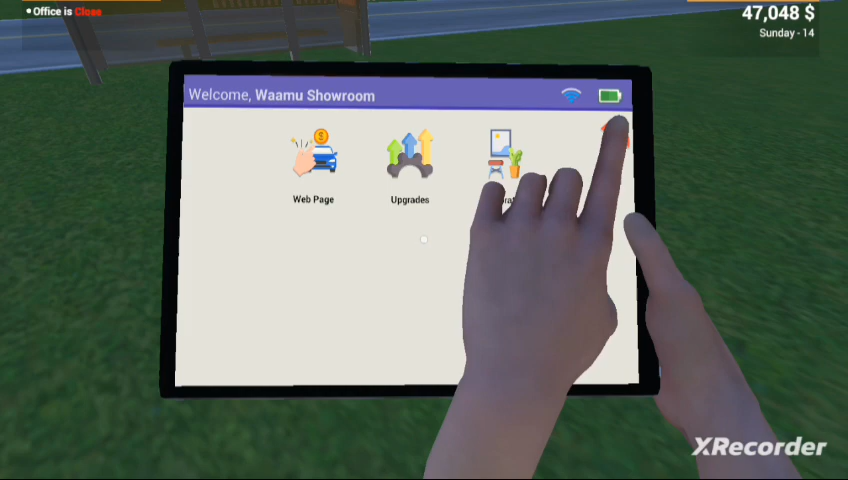 • Office is Close
47,048 $
Sunday - 14
Welcome, Waamu Showroom
Web Page
Upgrades
XRecorder